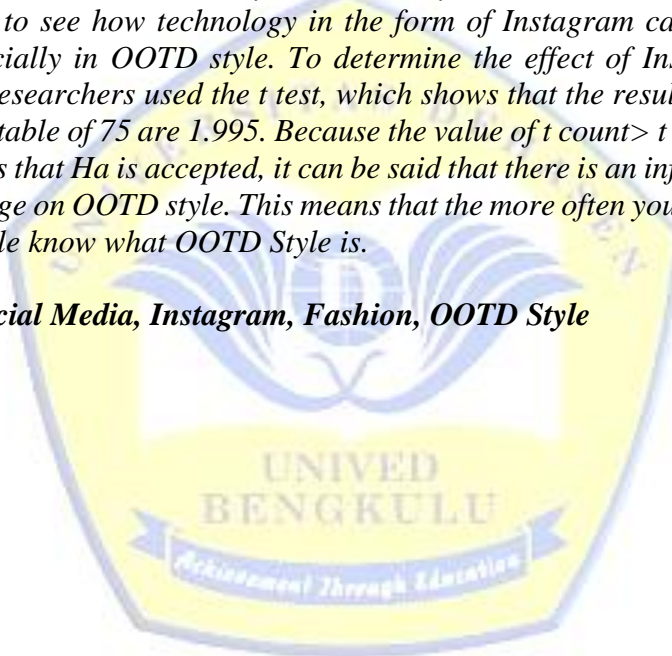 to see how technology in the form of Instagram ca
cially in OOTD style. To determine the effect of Ins
esearchers used the t test, which shows that the resul
table of 75 are 1.995. Because the value of t count> t
s that Ha is accepted, it can be said that there is an inf
ge on OOTD style. This means that the more often you
le know what OOTD Style is.
cial Media, Instagram, Fashion, OOTD Style
UNIVED
BENGKULU
Achievement Through Education